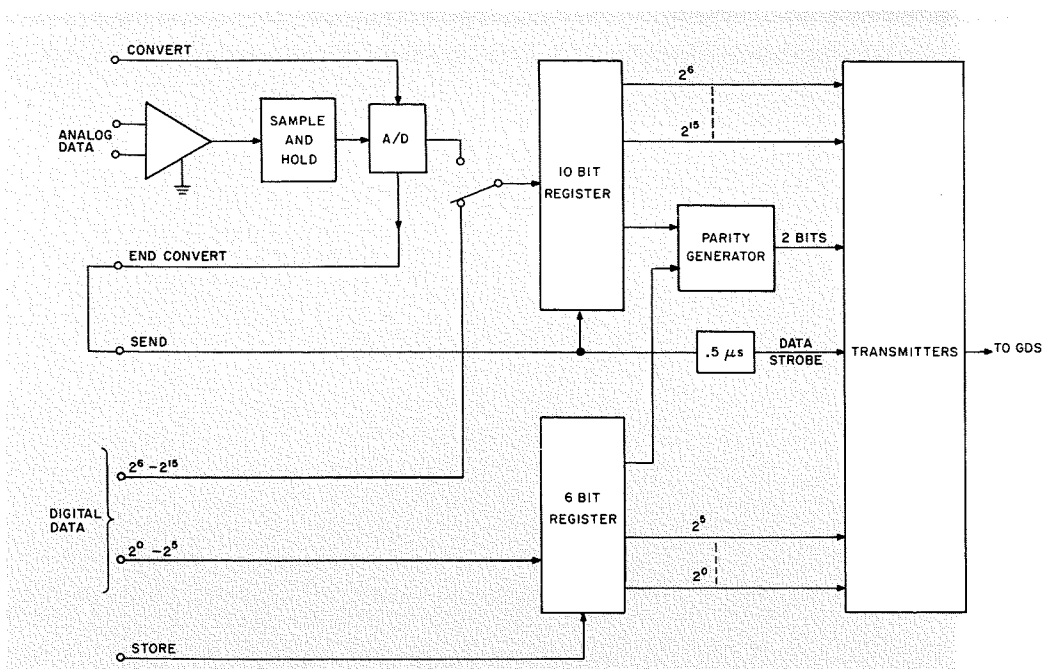 CONVERT
ANALOG
DATA
SAMPLE
AND
HOLD
A/D
10 BIT
REGISTER
2⁶
2¹⁵
PARITY
GENERATOR
2 BITS
END CONVERT
SEND
.5 μs
DATA
STROBE
TRANSMITTERS
TO GDS
DIGITAL
DATA
2⁶ – 2¹⁵
2⁰ – 2⁵
6 BIT
REGISTER
2⁵
2⁰
STORE